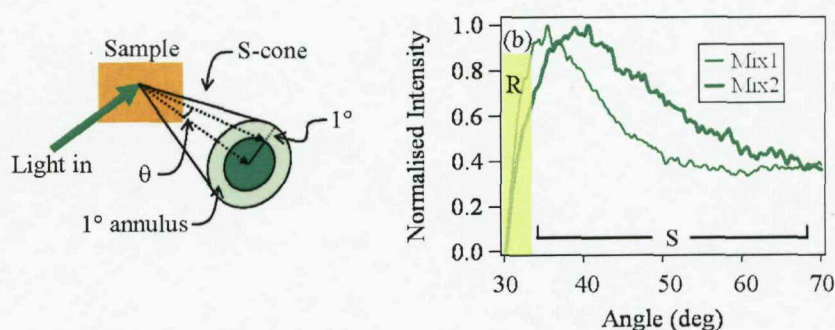 Sample
S-cone
1°
Light in
θ
1° annulus
(b)
R
Mix1
Mix2
S
Normalised Intensity
1.0
0.8
0.6
0.4
0.2
0.0
30 40 50 60 70
Angle (deg)